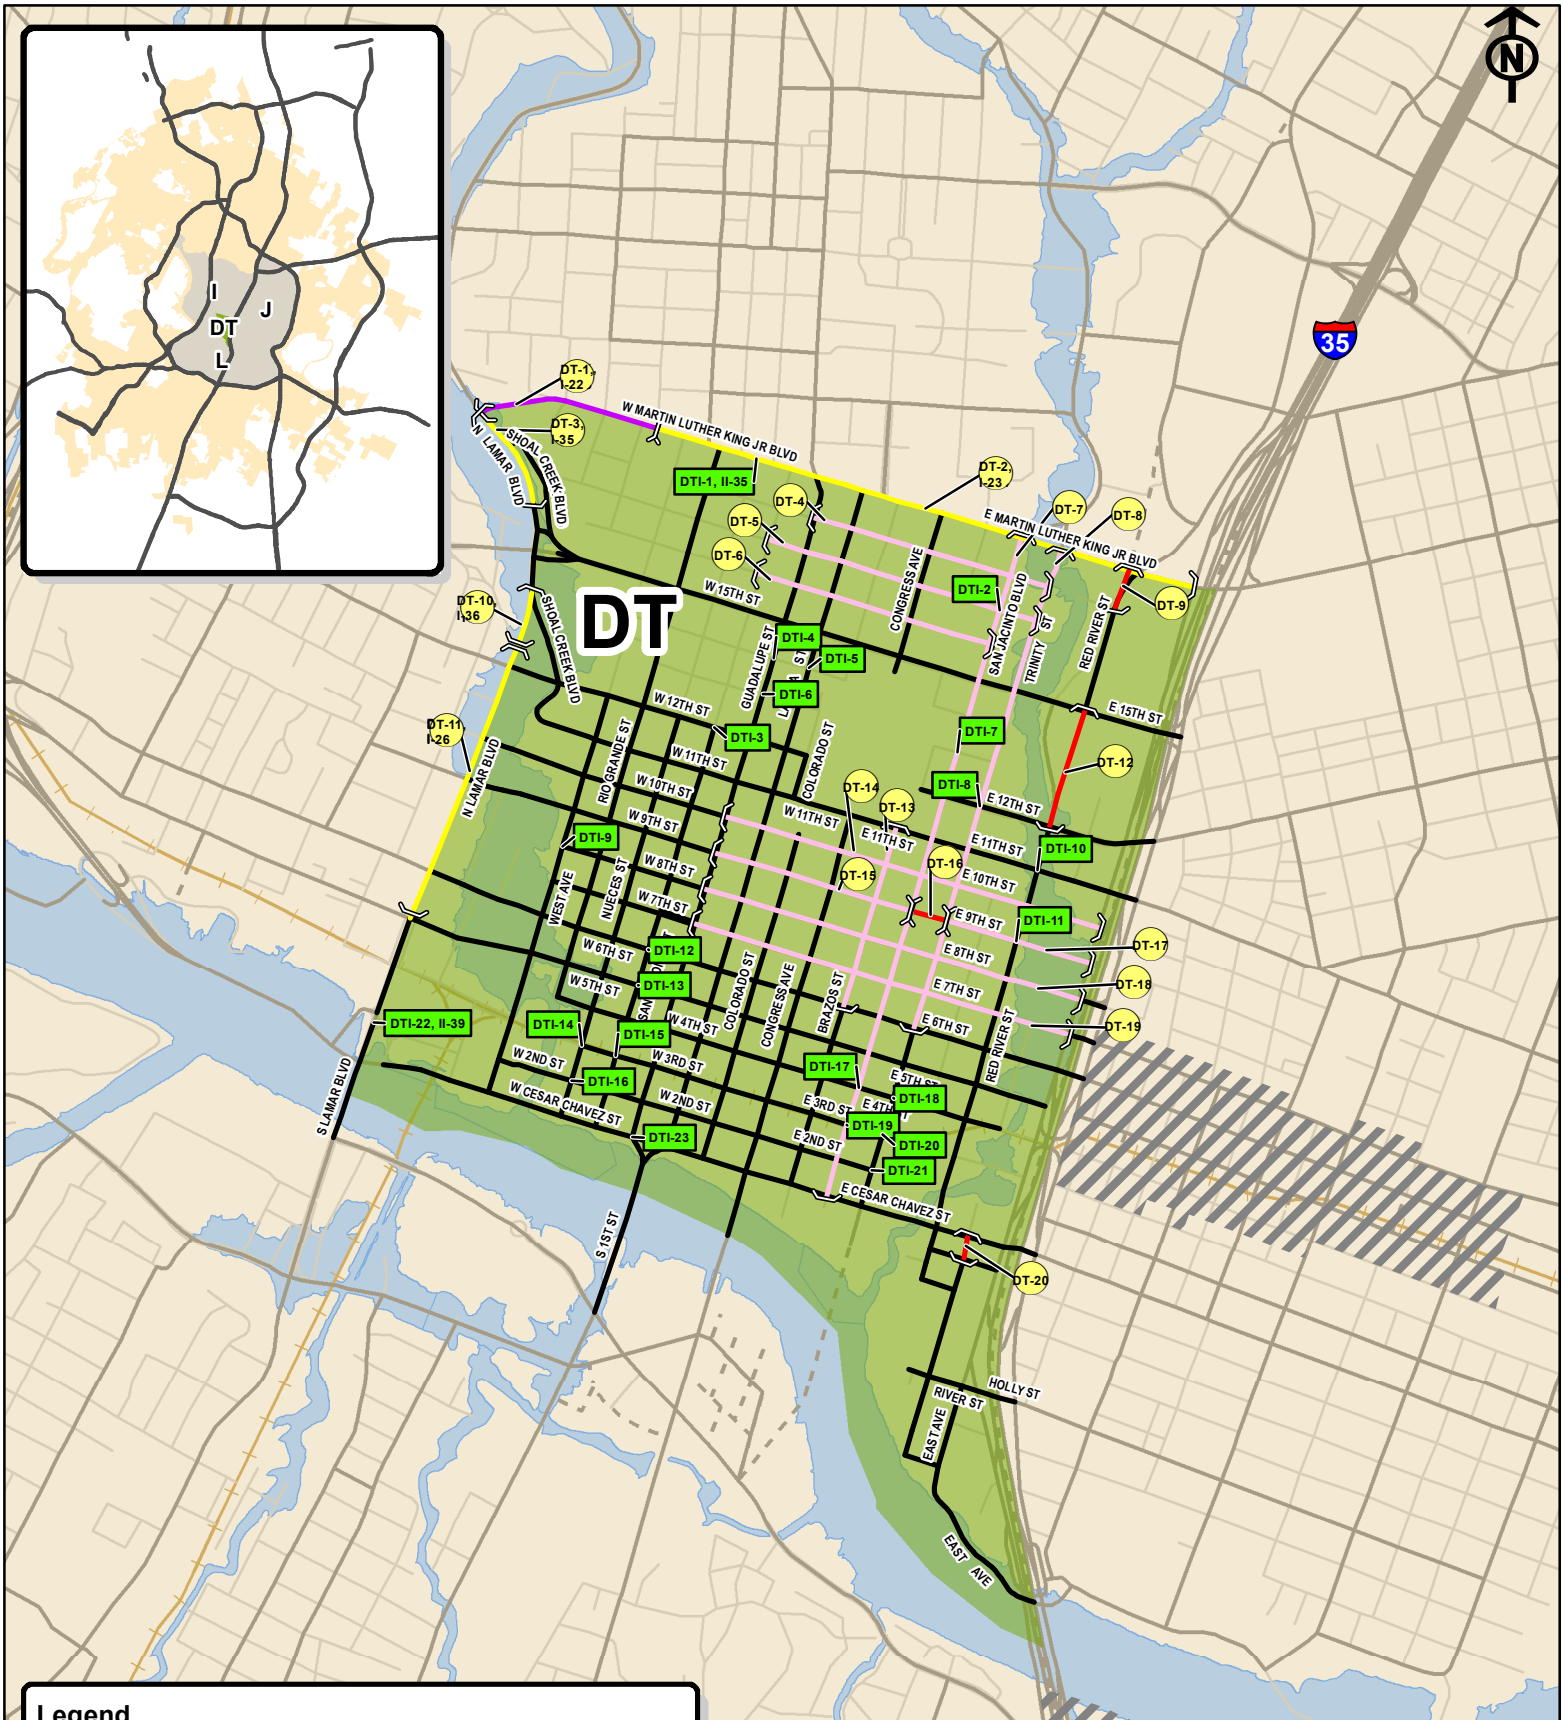 N
I
J
DT
L
35
DT-1,
I-22
DT-3,
I-35
W MARTIN LUTHER KING JR BLVD
N LAMAR BLVD
SHOAL CREEK BLVD
DTI-1, II-35
DT-2,
I-23
DT-4
DT-5
DT-6
DT-7
DT-8
E MARTIN LUTHER KING JR BLVD
DT-9
W 15TH ST
CONGRESS AVE
DTI-2
SAN JACINTO BLVD
TRINITY ST
RED RIVER ST
DT-10,
I-36
SHOAL CREEK BLVD
DT
GUADALUPE ST
DTI-4
ST
DTI-5
DTI-6
W 12TH ST
DTI-3
E 15TH ST
DT-11,
I-26
N LAMAR BLVD
RIO GRANDE ST
W 11TH ST
COLORADO ST
DTI-7
DT-12
W 10TH ST
DT-14
DT-13
DTI-8
E 12TH ST
W 9TH ST
W 11TH ST
E 11TH ST
E 11TH ST
DTI-10
DTI-9
W 8TH ST
DT-15
DT-16
E 10TH ST
WEST AVE
NUECES ST
W 7TH ST
E 9TH ST
DTI-11
W 6TH ST
DTI-12
E 8TH ST
DT-17
W 5TH ST
DTI-13
COLORADO ST
CONGRESS AVE
BRAZOS ST
E 7TH ST
DT-18
DTI-22, II-39
DTI-14
DTI-15
W 4TH ST
E 6TH ST
DT-19
RED RIVER ST
W 2ND ST
W 3RD ST
DTI-17
E 5TH ST
DTI-16
S LAMAR BLVD
W CESAR CHAVEZ ST
W 2ND ST
E 3RD ST
E 4TH
DTI-18
DTI-19
DTI-23
E 2ND ST
DTI-20
DTI-21
E CESAR CHAVEZ ST
S 1ST ST
DT-20
HOLLY ST
RIVER ST
EAST AVE
EAST AVE
Legend